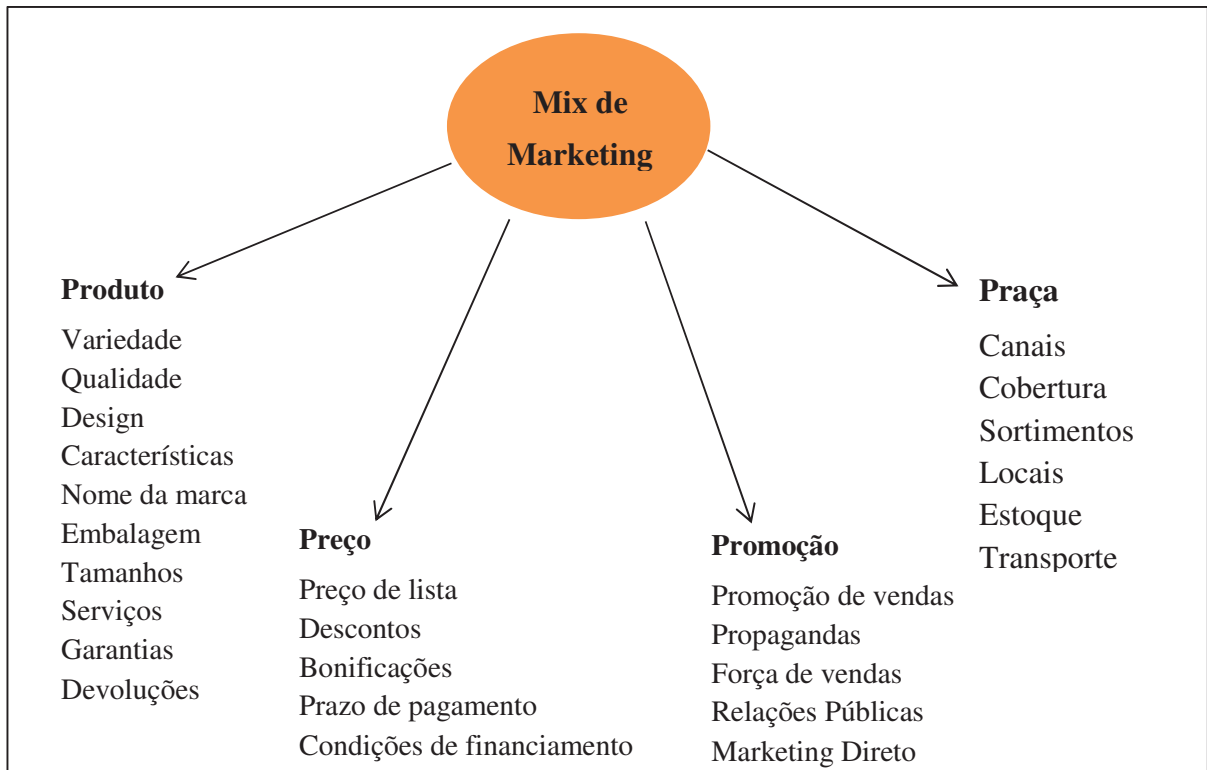 Mix de
Marketing
Produto
Variedade
Qualidade
Design
Características
Nome da marca
Embalagem
Tamanhos
Serviços
Garantias
Devoluções
Preço
Preço de lista
Descontos
Bonificações
Prazo de pagamento
Condições de financiamento
Promoção
Promoção de vendas
Propagandas
Força de vendas
Relações Públicas
Marketing Direto
Praça
Canais
Cobertura
Sortimentos
Locais
Estoque
Transporte